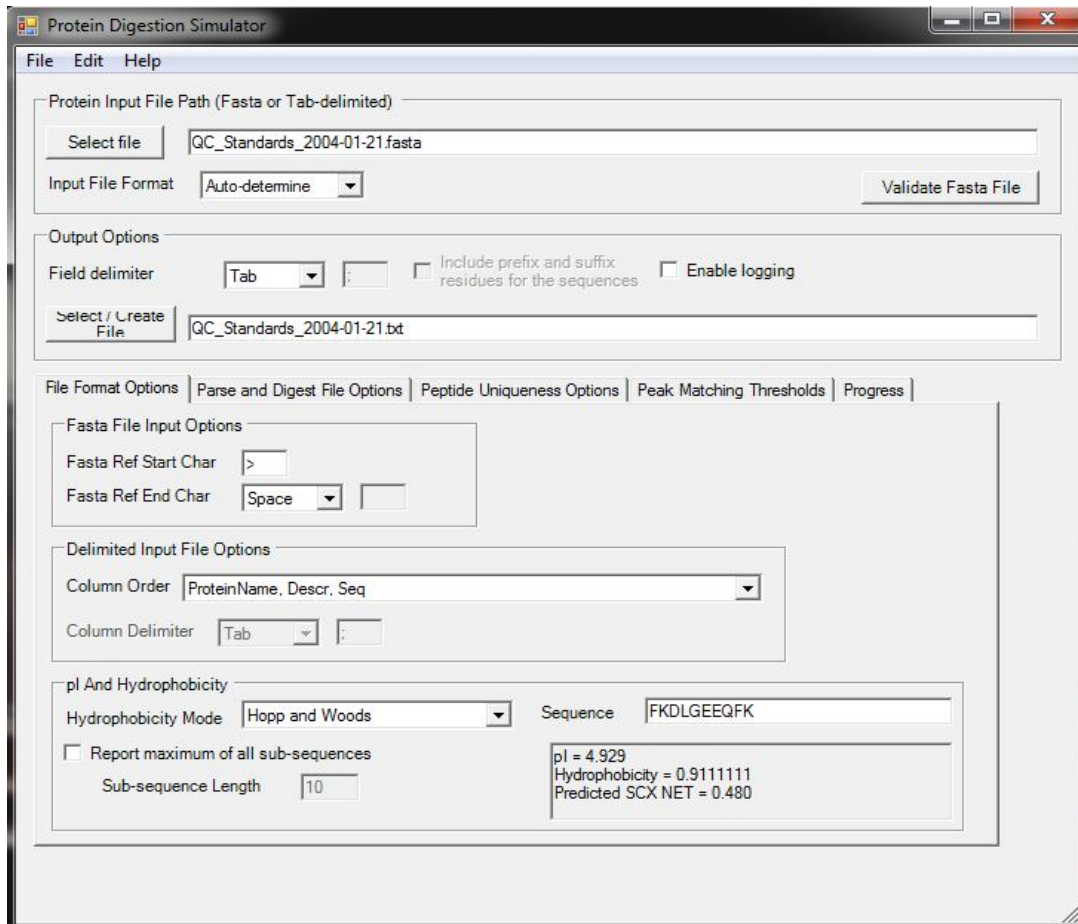 Protein Digestion Simulator
File Edit Help
Protein Input File Path (Fasta or Tab-delimited)
Select file QC_Standards_2004-01-21.fasta
Input File Format Auto-determine Validate Fasta File
Output Options
Field delimiter Tab ; Include prefix and suffix residues for the sequences Enable logging
Select / Create File QC_Standards_2004-01-21.txt
File Format Options Parse and Digest File Options Peptide Uniqueness Options Peak Matching Thresholds Progress
Fasta File Input Options
Fasta Ref Start Char >
Fasta Ref End Char Space
Delimited Input File Options
Column Order ProteinName, Descr, Seq
Column Delimiter Tab ;
pI And Hydrophobicity
Hydrophobicity Mode Hopp and Woods Sequence FKDLGEEQFK
Report maximum of all sub-sequences
Sub-sequence Length 10
pI = 4.929
Hydrophobicity = 0.9111111
Predicted SCX NET = 0.480